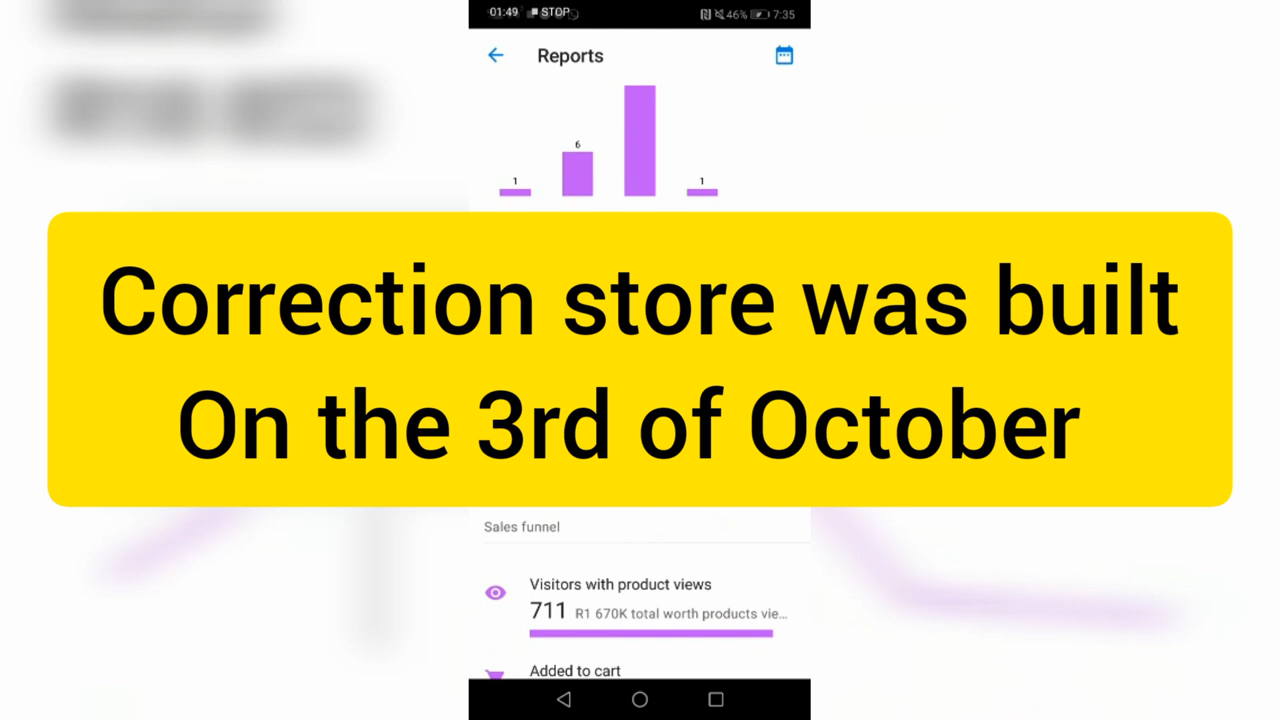 01:49 STOP 46% 7:35
Reports
6
1
1
Correction store was built
On the 3rd of October
Sales funnel
Visitors with product views
711 R1 670K total worth products vie...
Added to cart